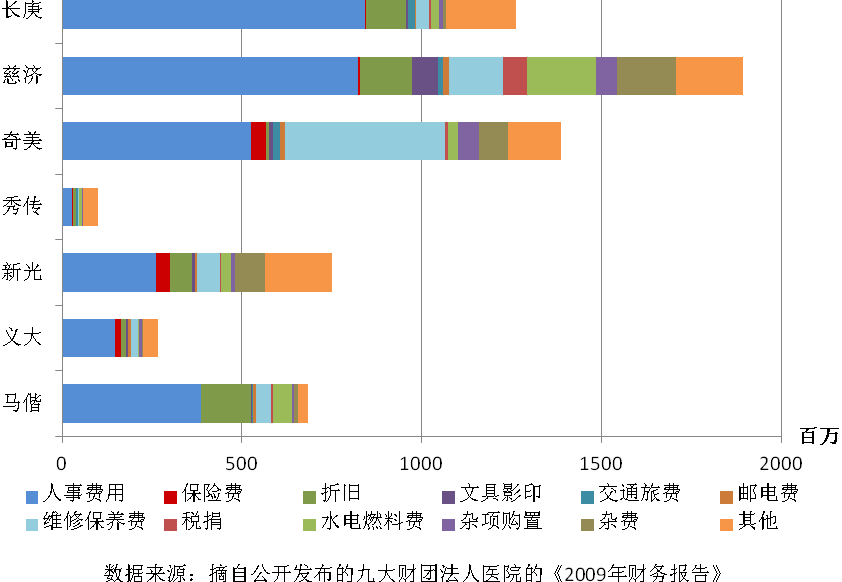 长庚
慈济
奇美
秀传
新光
义大
马偕
百万
0 500 1000 1500 2000
人事费用 保险费 折旧 文具影印 交通旅费 邮电费
维修保养费 税捐 水电燃料费 杂项购置 杂费 其他
数据来源：摘自公开发布的九大财团法人医院的《2009年财务报告》